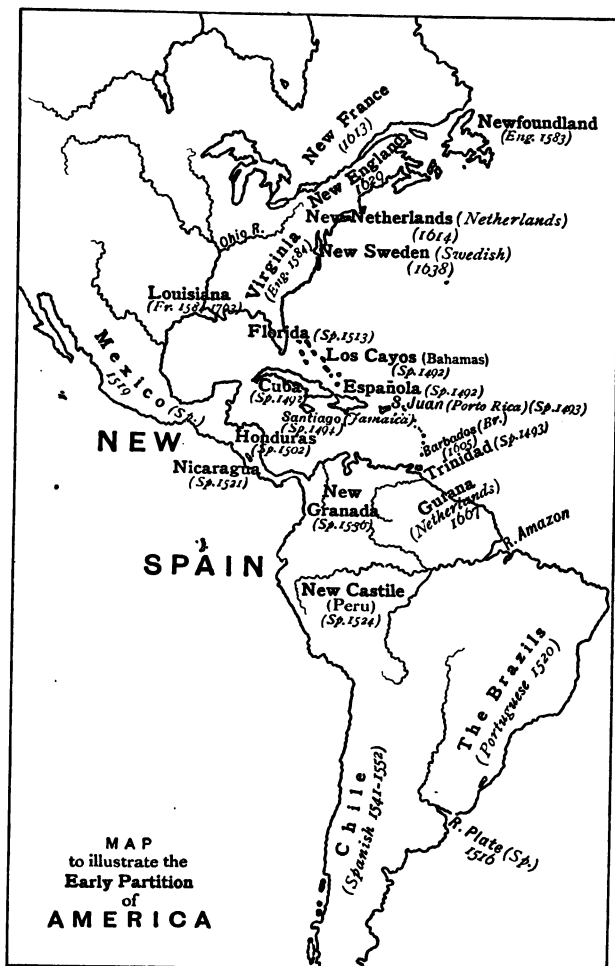 New France
(1613)
Newfoundland
(Eng. 1583)
New England
1629
New Netherlands (Netherlands)
(1614)
Ohio R.
Virginia
(Eng. 1584)
New Sweden (Swedish)
(1638)
Louisiana
Florida (Sp. 1513)
Los Cayos (Bahamas)
(Sp. 1492)
Mexico (Sp.)
1519
Cuba
(Sp. 1492)
Española (Sp. 1492)
S. Juan (Porto Rica) (Sp. 1493)
Santiago (Jamaica)
(Sp. 1494)
Barbados (Br.)
(1605)
Trinidad (Sp. 1493)
Honduras
(Sp. 1502)
NEW
Nicaragua
(Sp. 1521)
New
Granada
(Sp. 1536)
Guiana
(Netherlands)
1667
R. Amazon
SPAIN
New Castile
(Peru)
(Sp. 1524)
The Brazils
(Portuguese 1520)
Chile
(Spanish 1541-1552)
R. Plate (Sp.)
1516
MAP
to illustrate the
Early Partition
of
AMERICA